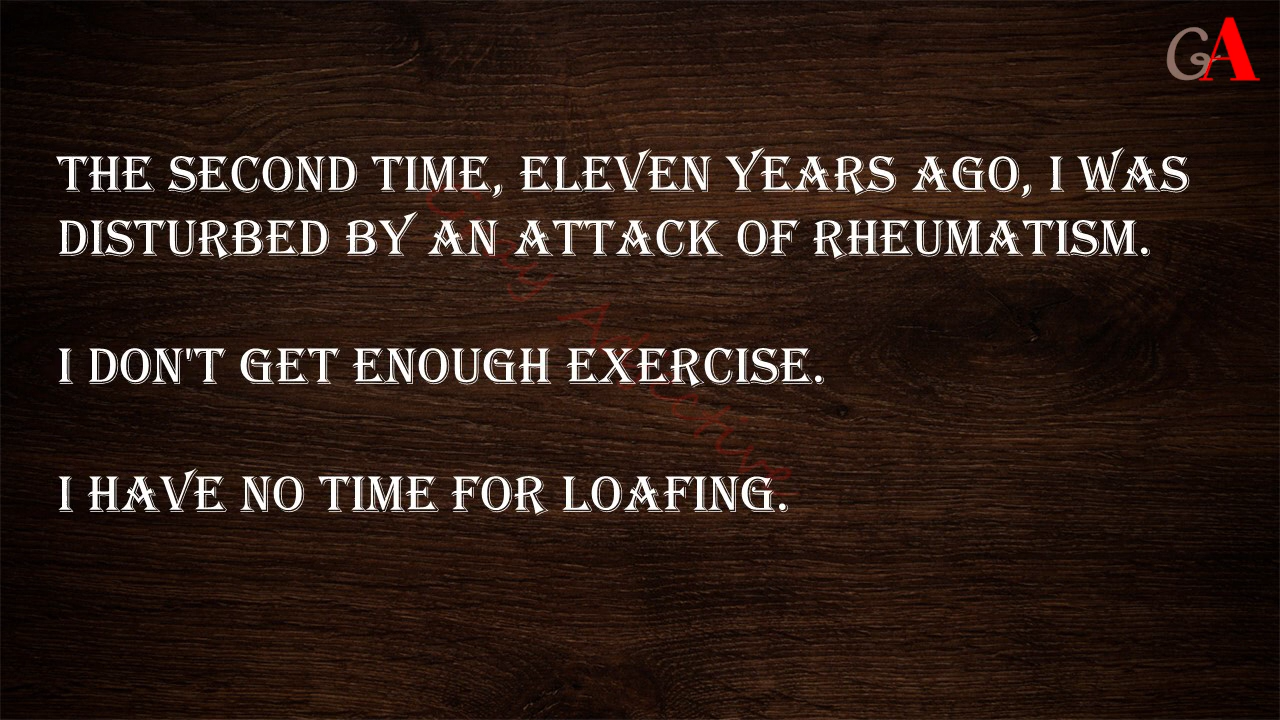 GA
THE SECOND TIME, ELEVEN YEARS AGO, I WAS
DISTURBED BY AN ATTACK OF RHEUMATISM.
I DON'T GET ENOUGH EXERCISE.
I HAVE NO TIME FOR LOAFING.